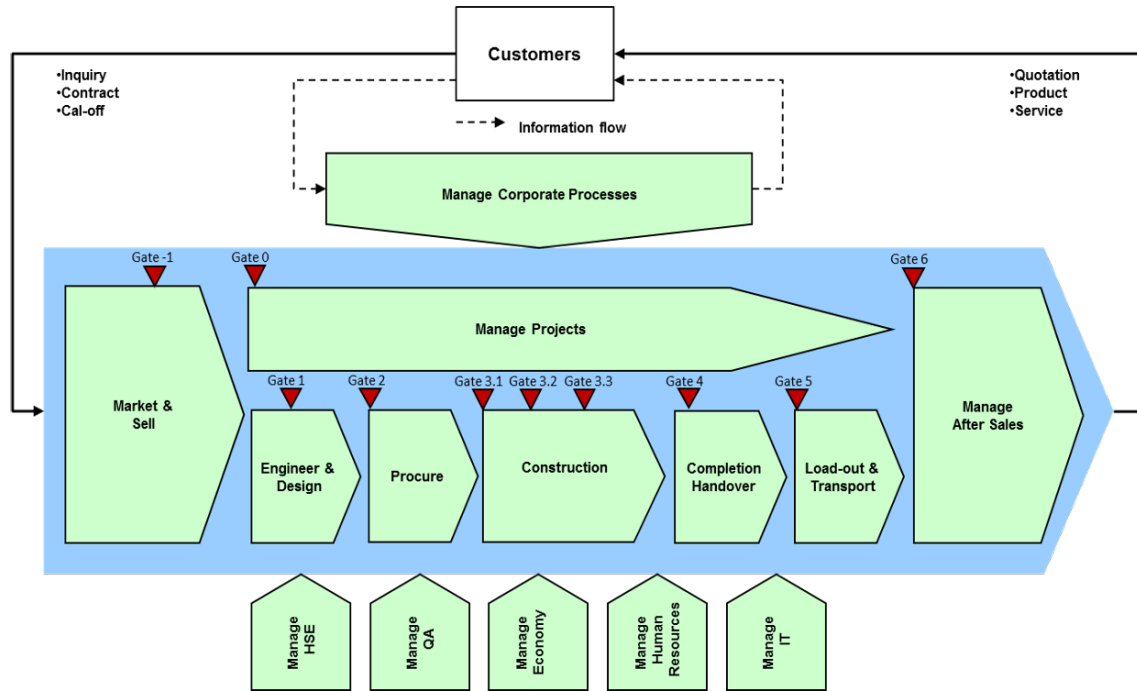 Customers
•Inquiry
•Contract
•Cal-off
•Quotation
•Product
•Service
Information flow
Manage Corporate Processes
Gate -1
Gate 0
Gate 6
Manage Projects
Gate 1
Gate 2
Gate 3.1
Gate 3.2
Gate 3.3
Gate 4
Gate 5
Market &
Sell
Engineer &
Design
Procure
Construction
Completion
Handover
Load-out &
Transport
Manage
After Sales
Manage
HSE
Manage
QA
Manage
Economy
Manage
Human
Resources
Manage
IT